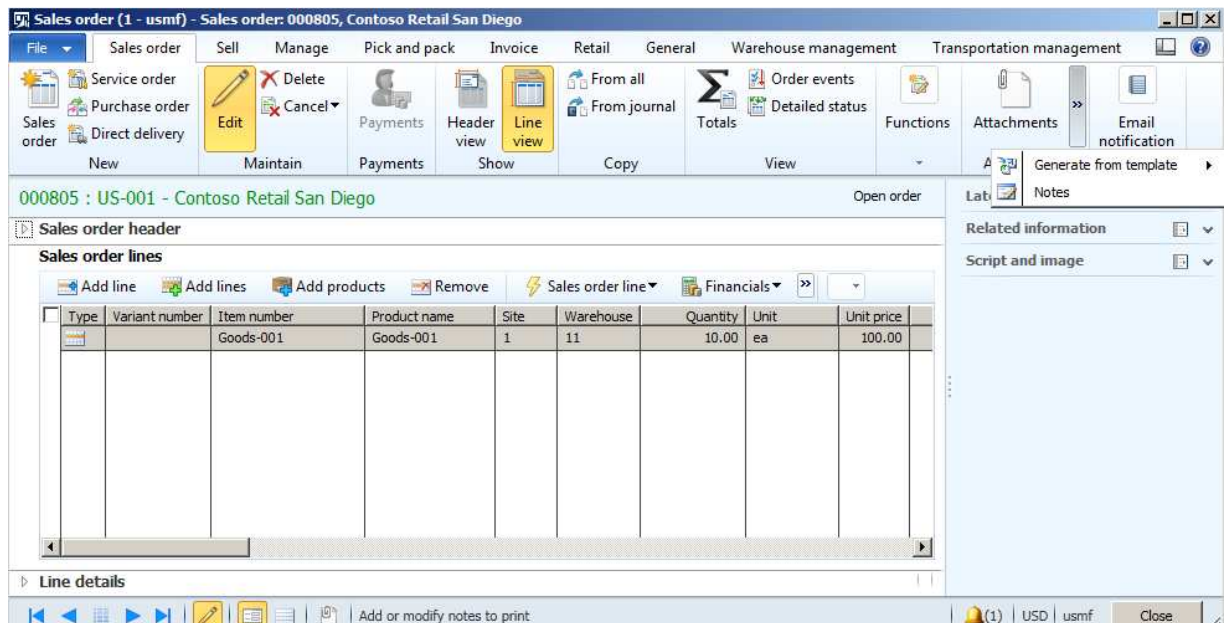 Sales order (1 - usmf) - Sales order: 000805, Contoso Retail San Diego
File Sales order Sell Manage Pick and pack Invoice Retail General Warehouse management Transportation management
Service order Delete From all Order events
Purchase order Cancel From journal Detailed status
Direct delivery
Sales order Edit Payments Header view Line view Totals Functions Attachments » Email notification
New Maintain Payments Show Copy View
Generate from template
Notes
000805 : US-001 - Contoso Retail San Diego Open order
Sales order header Related information
Sales order lines Script and image
Add line Add lines Add products Remove Sales order line Financials »
Type Variant number Item number Product name Site Warehouse Quantity Unit Unit price
Goods-001 Goods-001 1 11 10.00 ea 100.00
Line details
Add or modify notes to print (1) USD usmf Close